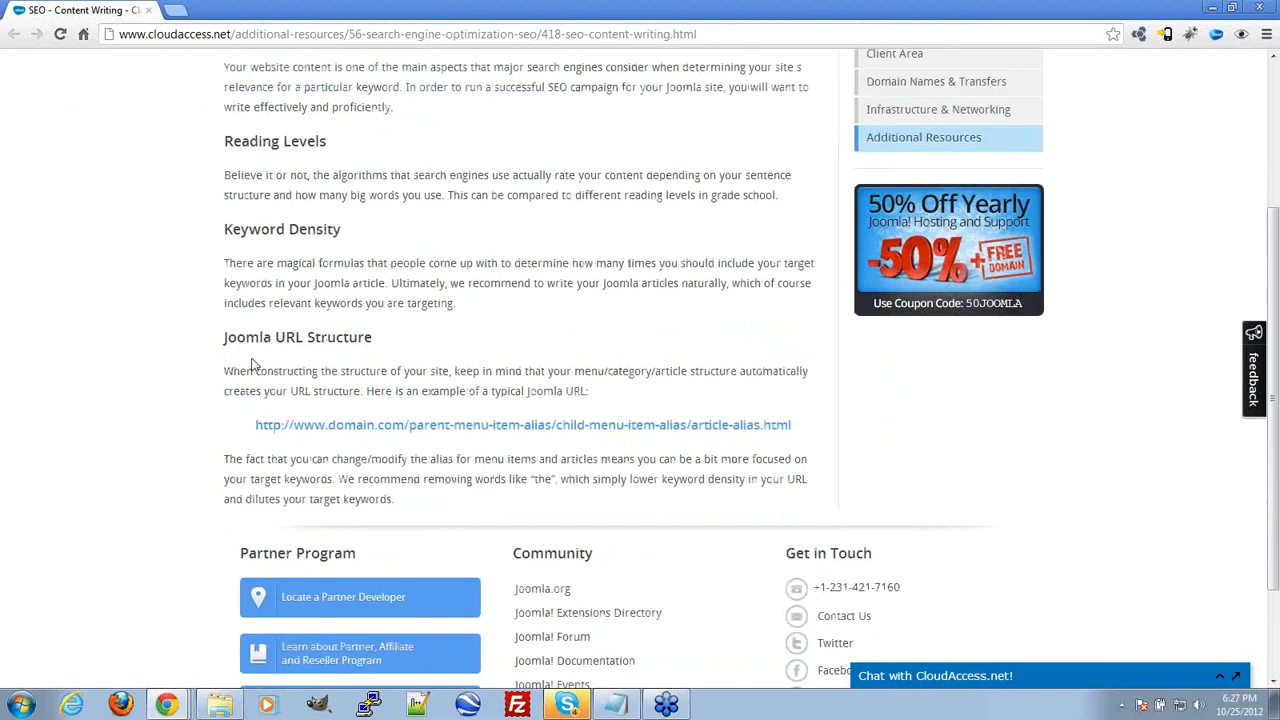 SEO - Content Writing - Cl
www.cloudaccess.net/additional-resources/56-search-engine-optimization-seo/418-seo-content-writing.html
Your website content is one of the main aspects that major search engines consider when determining your site s
relevance for a particular keyword. In order to run a successful SEO campaign for your Joomla site, you will want to
write effectively and proficiently.
Reading Levels
Believe it or not, the algorithms that search engines use actually rate your content depending on your sentence
structure and how many big words you use. This can be compared to different reading levels in grade school.
Keyword Density
There are magical formulas that people come up with to determine how many times you should include your target
keywords in your Joomla article. Ultimately, we recommend to write your Joomla articles naturally, which of course
includes relevant keywords you are targeting.
Joomla URL Structure
When constructing the structure of your site, keep in mind that your menu/category/article structure automatically
creates your URL structure. Here is an example of a typical Joomla URL:
http://www.domain.com/parent-menu-item-alias/child-menu-item-alias/article-alias.html
The fact that you can change/modify the alias for menu items and articles means you can be a bit more focused on
your target keywords. We recommend removing words like “the”, which simply lower keyword density in your URL
and dilutes your target keywords.
Client Area
Domain Names & Transfers
Infrastructure & Networking
Additional Resources
50% Off Yearly
Joomla! Hosting and Support
-50% + FREE DOMAIN
Use Coupon Code: 50JOOMLA
feedback
Partner Program
Locate a Partner Developer
Learn about Partner, Affiliate
and Reseller Program
Community
Joomla.org
Joomla! Extensions Directory
Joomla! Forum
Joomla! Documentation
Joomla! Events
Get in Touch
+1-231-421-7160
Contact Us
Twitter
Facebo
Chat with CloudAccess.net!
6:27 PM
10/25/2012